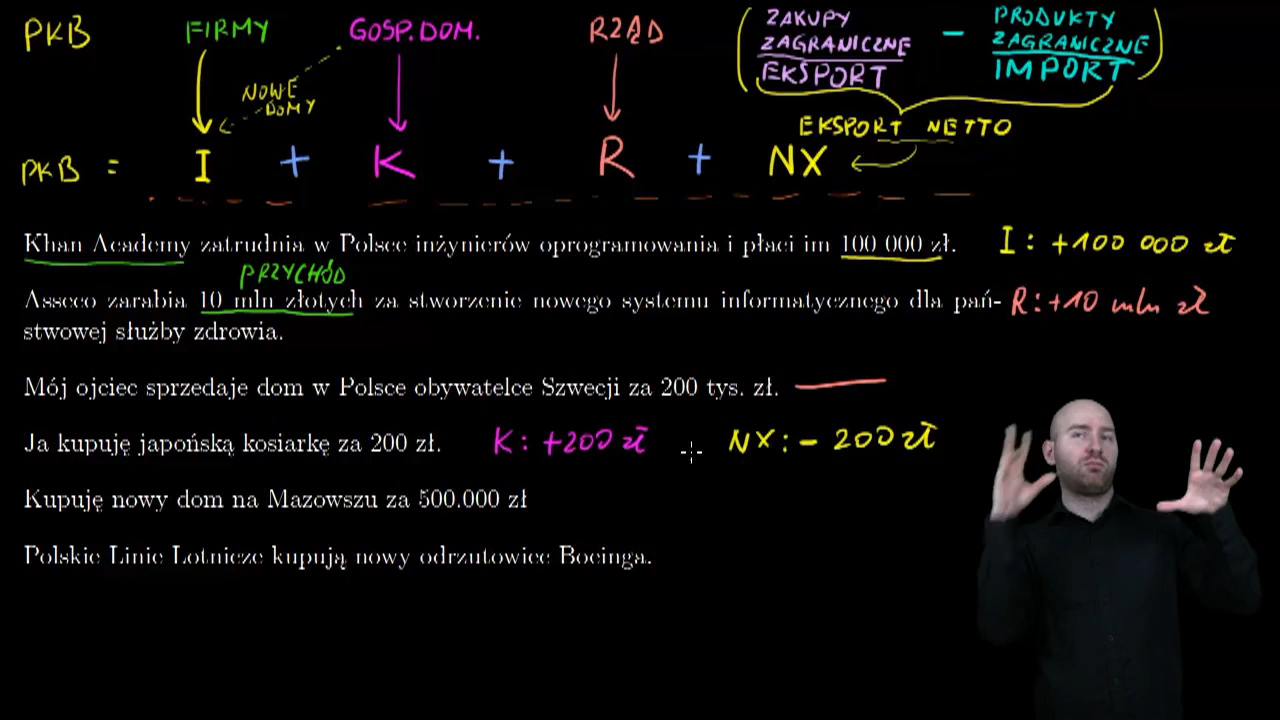 PKB FIRMY GOSP. DOM. RZĄD ( ZAKUPY ZAGRANICZNE EKSPORT - PRODUKTY ZAGRANICZNE IMPORT )
NOWE DOMY
EKSPORT NETTO
PKB = I + K + R + NX
Khan Academy zatrudnia w Polsce inżynierów oprogramowania i płaci im 100 000 zł. I: +100 000 zł
PRZYCHÓD
Asseco zarabia 10 mln złotych za stworzenie nowego systemu informatycznego dla pań- R: +10 mln zł
stwowej służby zdrowia.
Mój ojciec sprzedaje dom w Polsce obywatelce Szwecji za 200 tys. zł.
Ja kupuję japońską kosiarkę za 200 zł. K: +200 zł NX: - 200 zł
Kupuję nowy dom na Mazowszu za 500.000 zł
Polskie Linie Lotnicze kupują nowy odrzutowiec Boeinga.